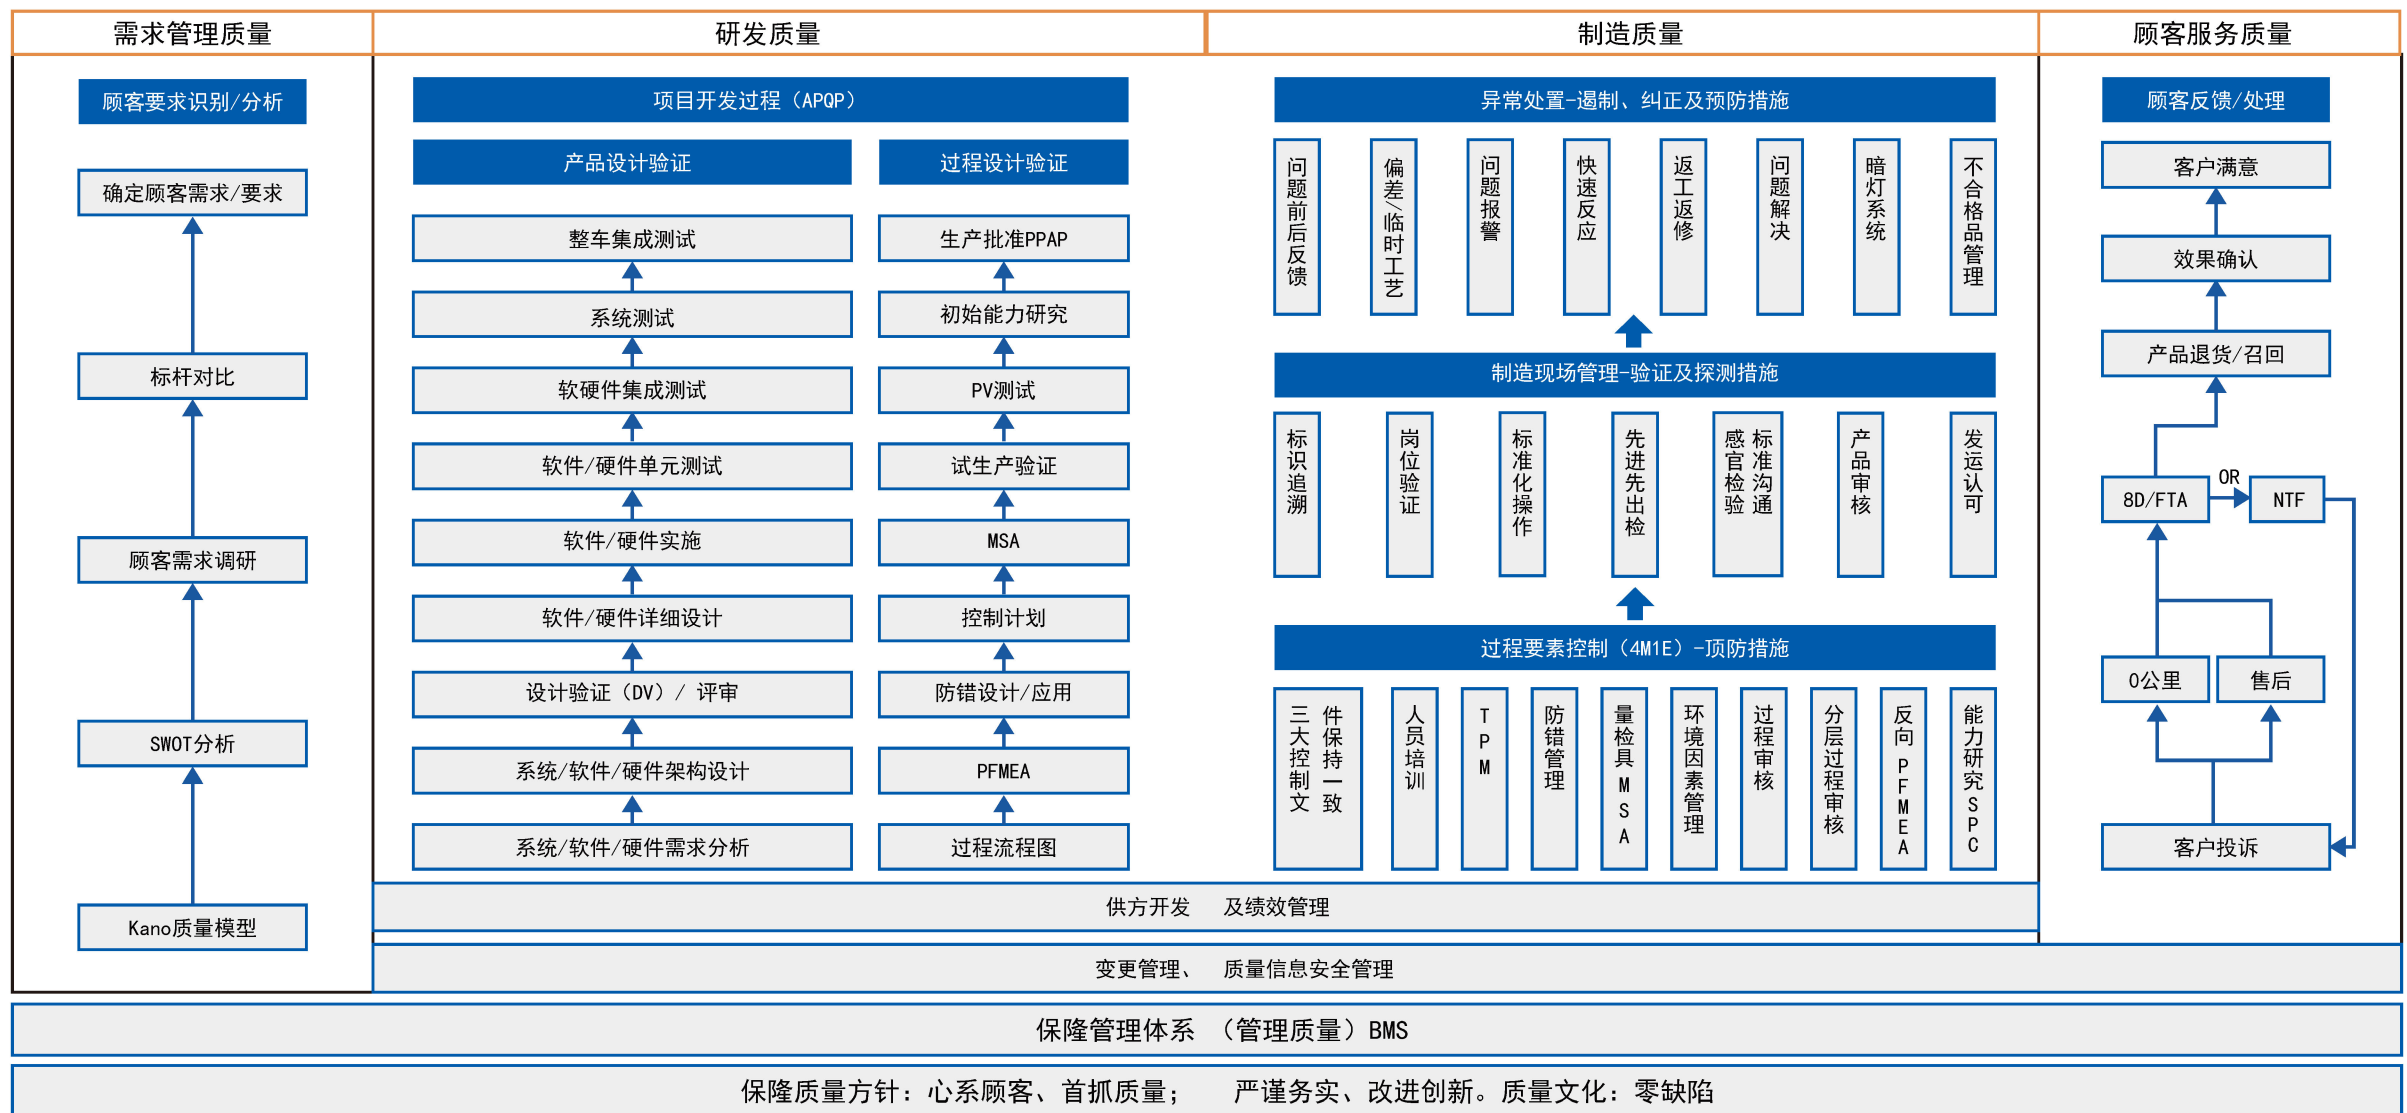 需求管理质量
研发质量
制造质量
顾客服务质量
顾客要求识别/分析
确定顾客需求/要求
标杆对比
顾客需求调研
SWOT分析
Kano质量模型
项目开发过程（APQP）
产品设计验证
整车集成测试
系统测试
软硬件集成测试
软件/硬件单元测试
软件/硬件实施
软件/硬件详细设计
设计验证（DV）/ 评审
系统/软件/硬件架构设计
系统/软件/硬件需求分析
过程设计验证
生产批准PPAP
初始能力研究
PV测试
试生产验证
MSA
控制计划
防错设计/应用
PFMEA
过程流程图
异常处置-遏制、纠正及预防措施
问题前后反馈
偏差/临时工艺
问题报警
快速反应
返工返修
问题解决
暗灯系统
不合格品管理
制造现场管理-验证及探测措施
标识追溯
岗位验证
标准化操作
先进先出检
感官检验
标准沟通
产品审核
发运认可
过程要素控制（4M1E）-顶防措施
三大控制文
件保持一致
人员培训
TPM
防错管理
量检具MSA
环境因素管理
过程审核
分层过程审核
反向PFMEA
能力研究SPC
顾客反馈/处理
客户满意
效果确认
产品退货/召回
8D/FTA
OR
NTF
0公里
售后
客户投诉
供方开发 及绩效管理
变更管理、 质量信息安全管理
保隆管理体系 （管理质量）BMS
保隆质量方针：心系顾客、首抓质量； 严谨务实、改进创新。质量文化：零缺陷